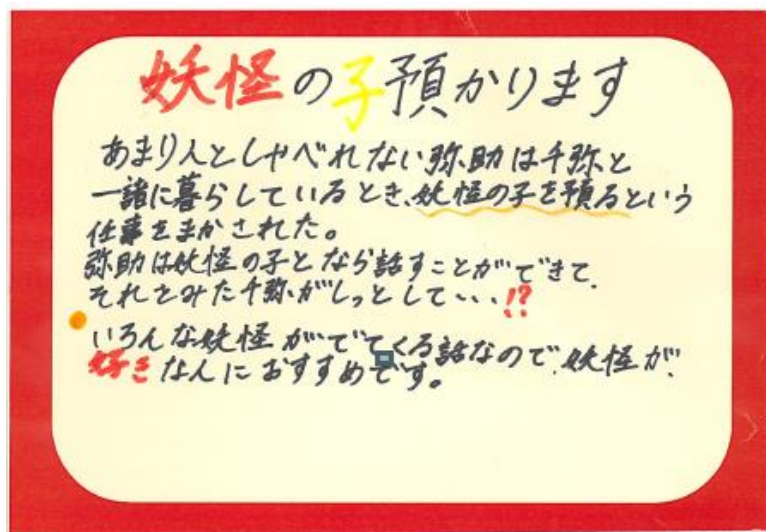 妖怪の子預かります
あまり人としゃべれない弥助は千弥と
一諸に暮らしているとき、妖怪の子を預るという
仕事をまかされた。
弥助は妖怪の子となら話すことができて、
それをみた千弥がしっとして・・・!?
いろんな妖怪がでてくる話なので、妖怪が、
好きなんにおすすめです。